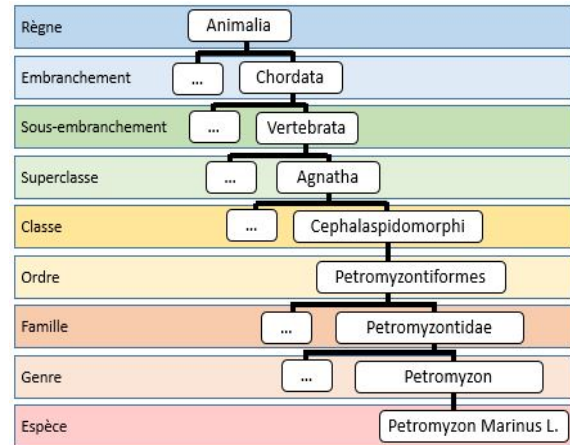 Règne Animalia
Embranchement ... Chordata
Sous-embranchement ... Vertebrata
Superclasse ... Agnatha
Classe ... Cephalaspidomorphi
Ordre Petromyzontiformes
Famille ... Petromyzontidae
Genre ... Petromyzon
Espèce Petromyzon Marinus L.